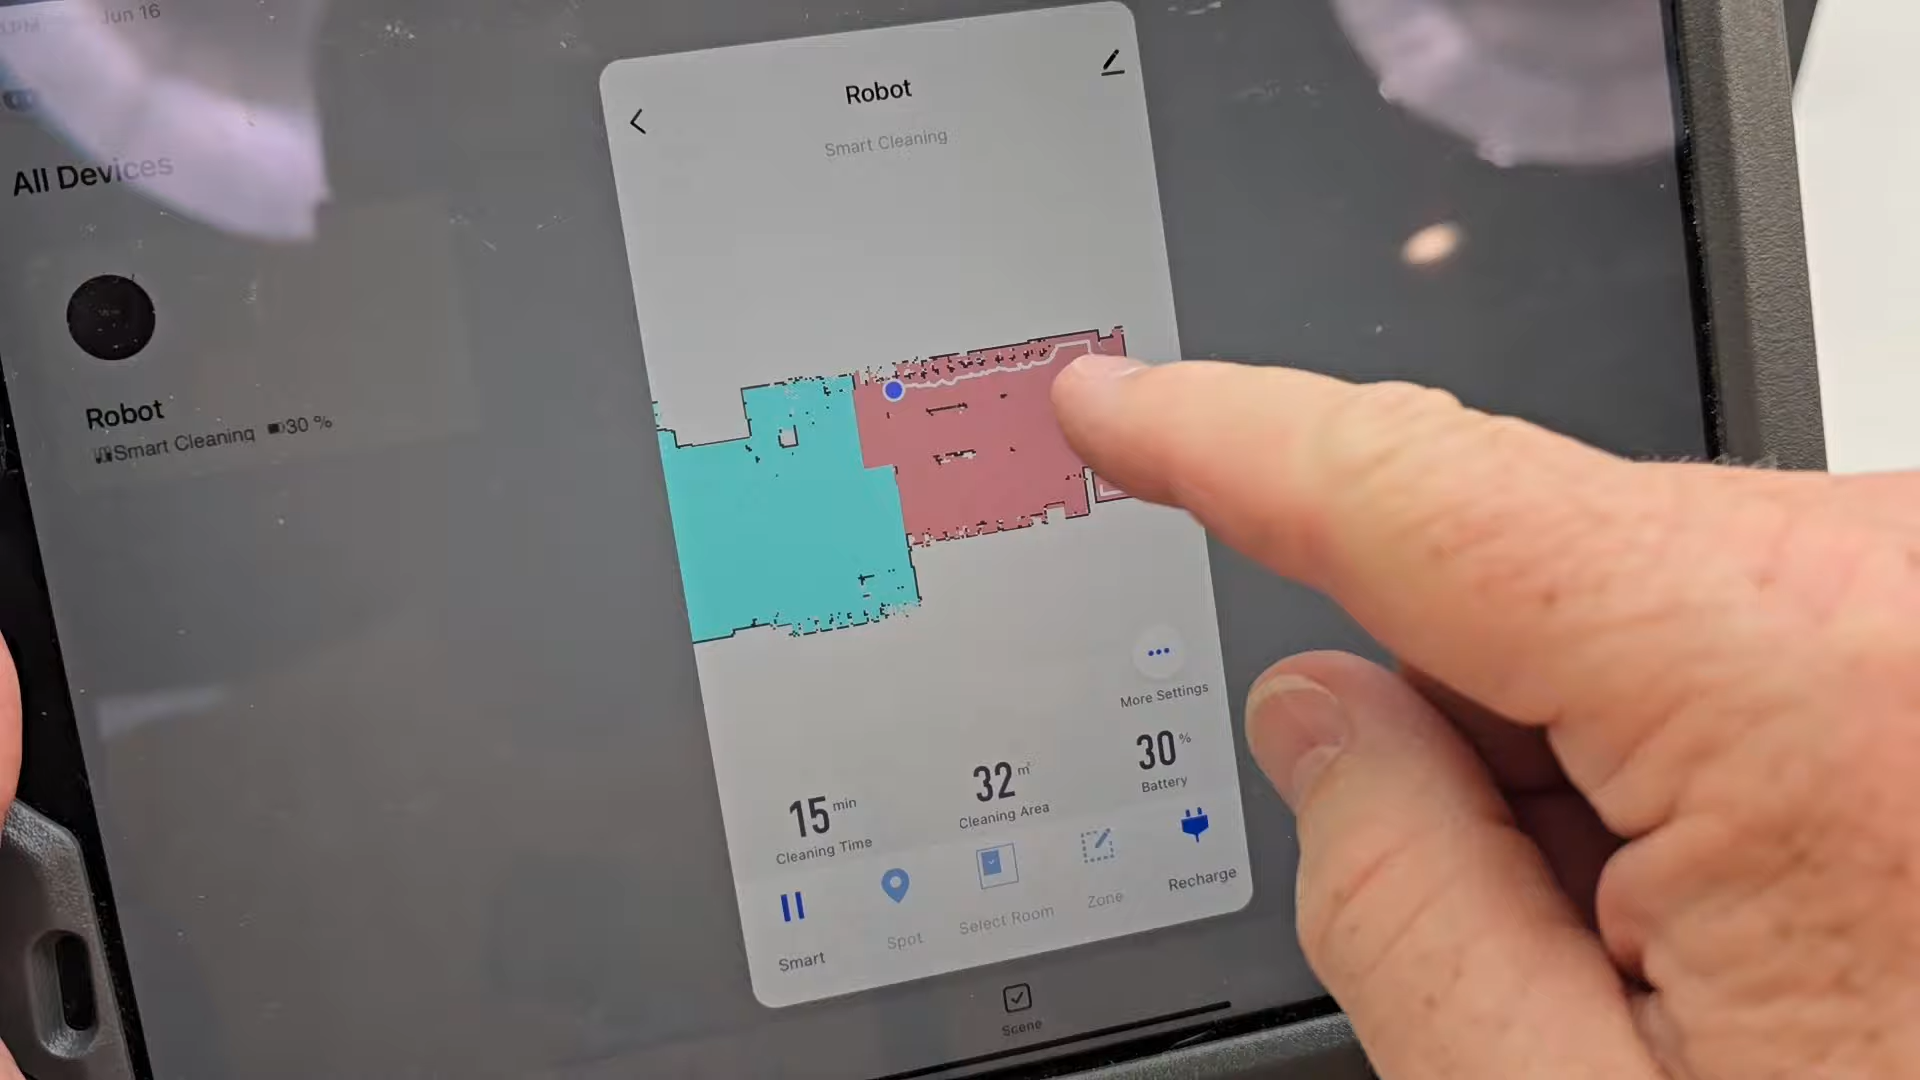 Jun 16
All Devices
Robot
Smart Cleaning 30 %
Robot
Smart Cleaning
More Settings
15 min
Cleaning Time
32 m²
Cleaning Area
30 %
Battery
Smart
Spot
Select Room
Zone
Recharge
Scene